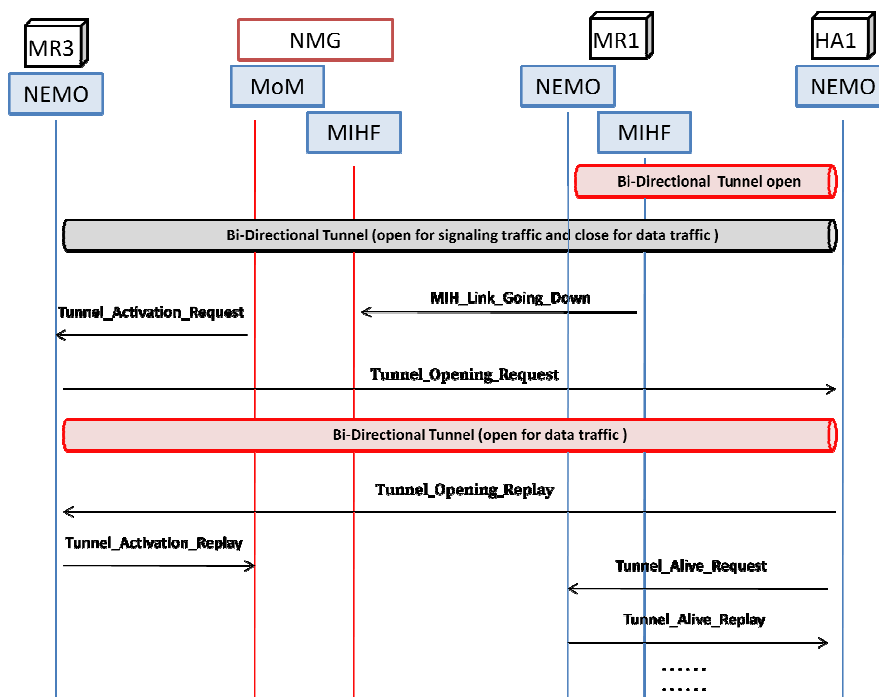 MR3
NMG
MR1
HA1
NEMO
MoM
NEMO
NEMO
MIHF
MIHF
Bi-Directional Tunnel open
Bi-Directional Tunnel (open for signaling traffic and close for data traffic )
MIH_Link_Going_Down
Tunnel_Activation_Request
Tunnel_Opening_Request
Bi-Directional Tunnel (open for data traffic )
Tunnel_Opening_Replay
Tunnel_Activation_Replay
Tunnel_Alive_Request
Tunnel_Alive_Replay
......
......